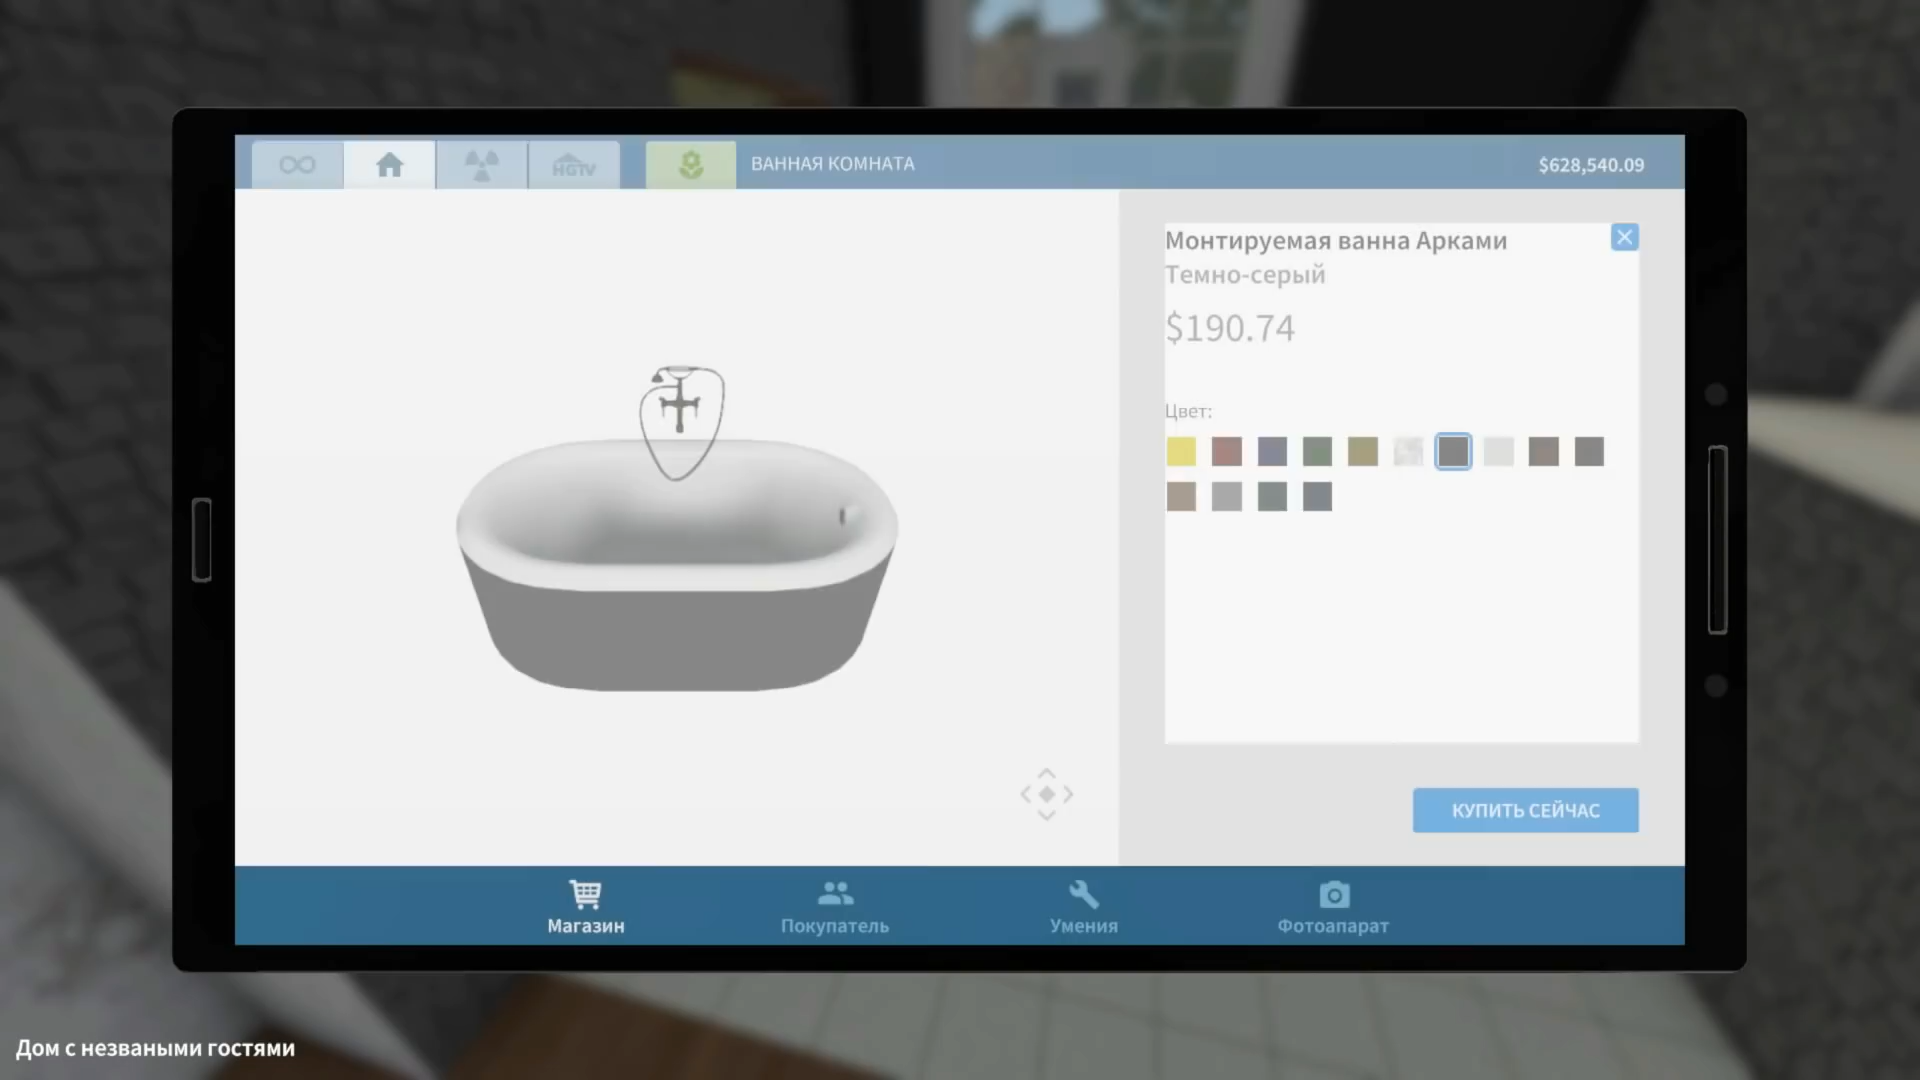 HGTV
ВАННАЯ КОМНАТА
$628,540.09
Монтируемая ванна Арками
Темно-серый
$190.74
Цвет:
КУПИТЬ СЕЙЧАС
Магазин
Покупатель
Умения
Фотоапарат
Дом с незваными гостями